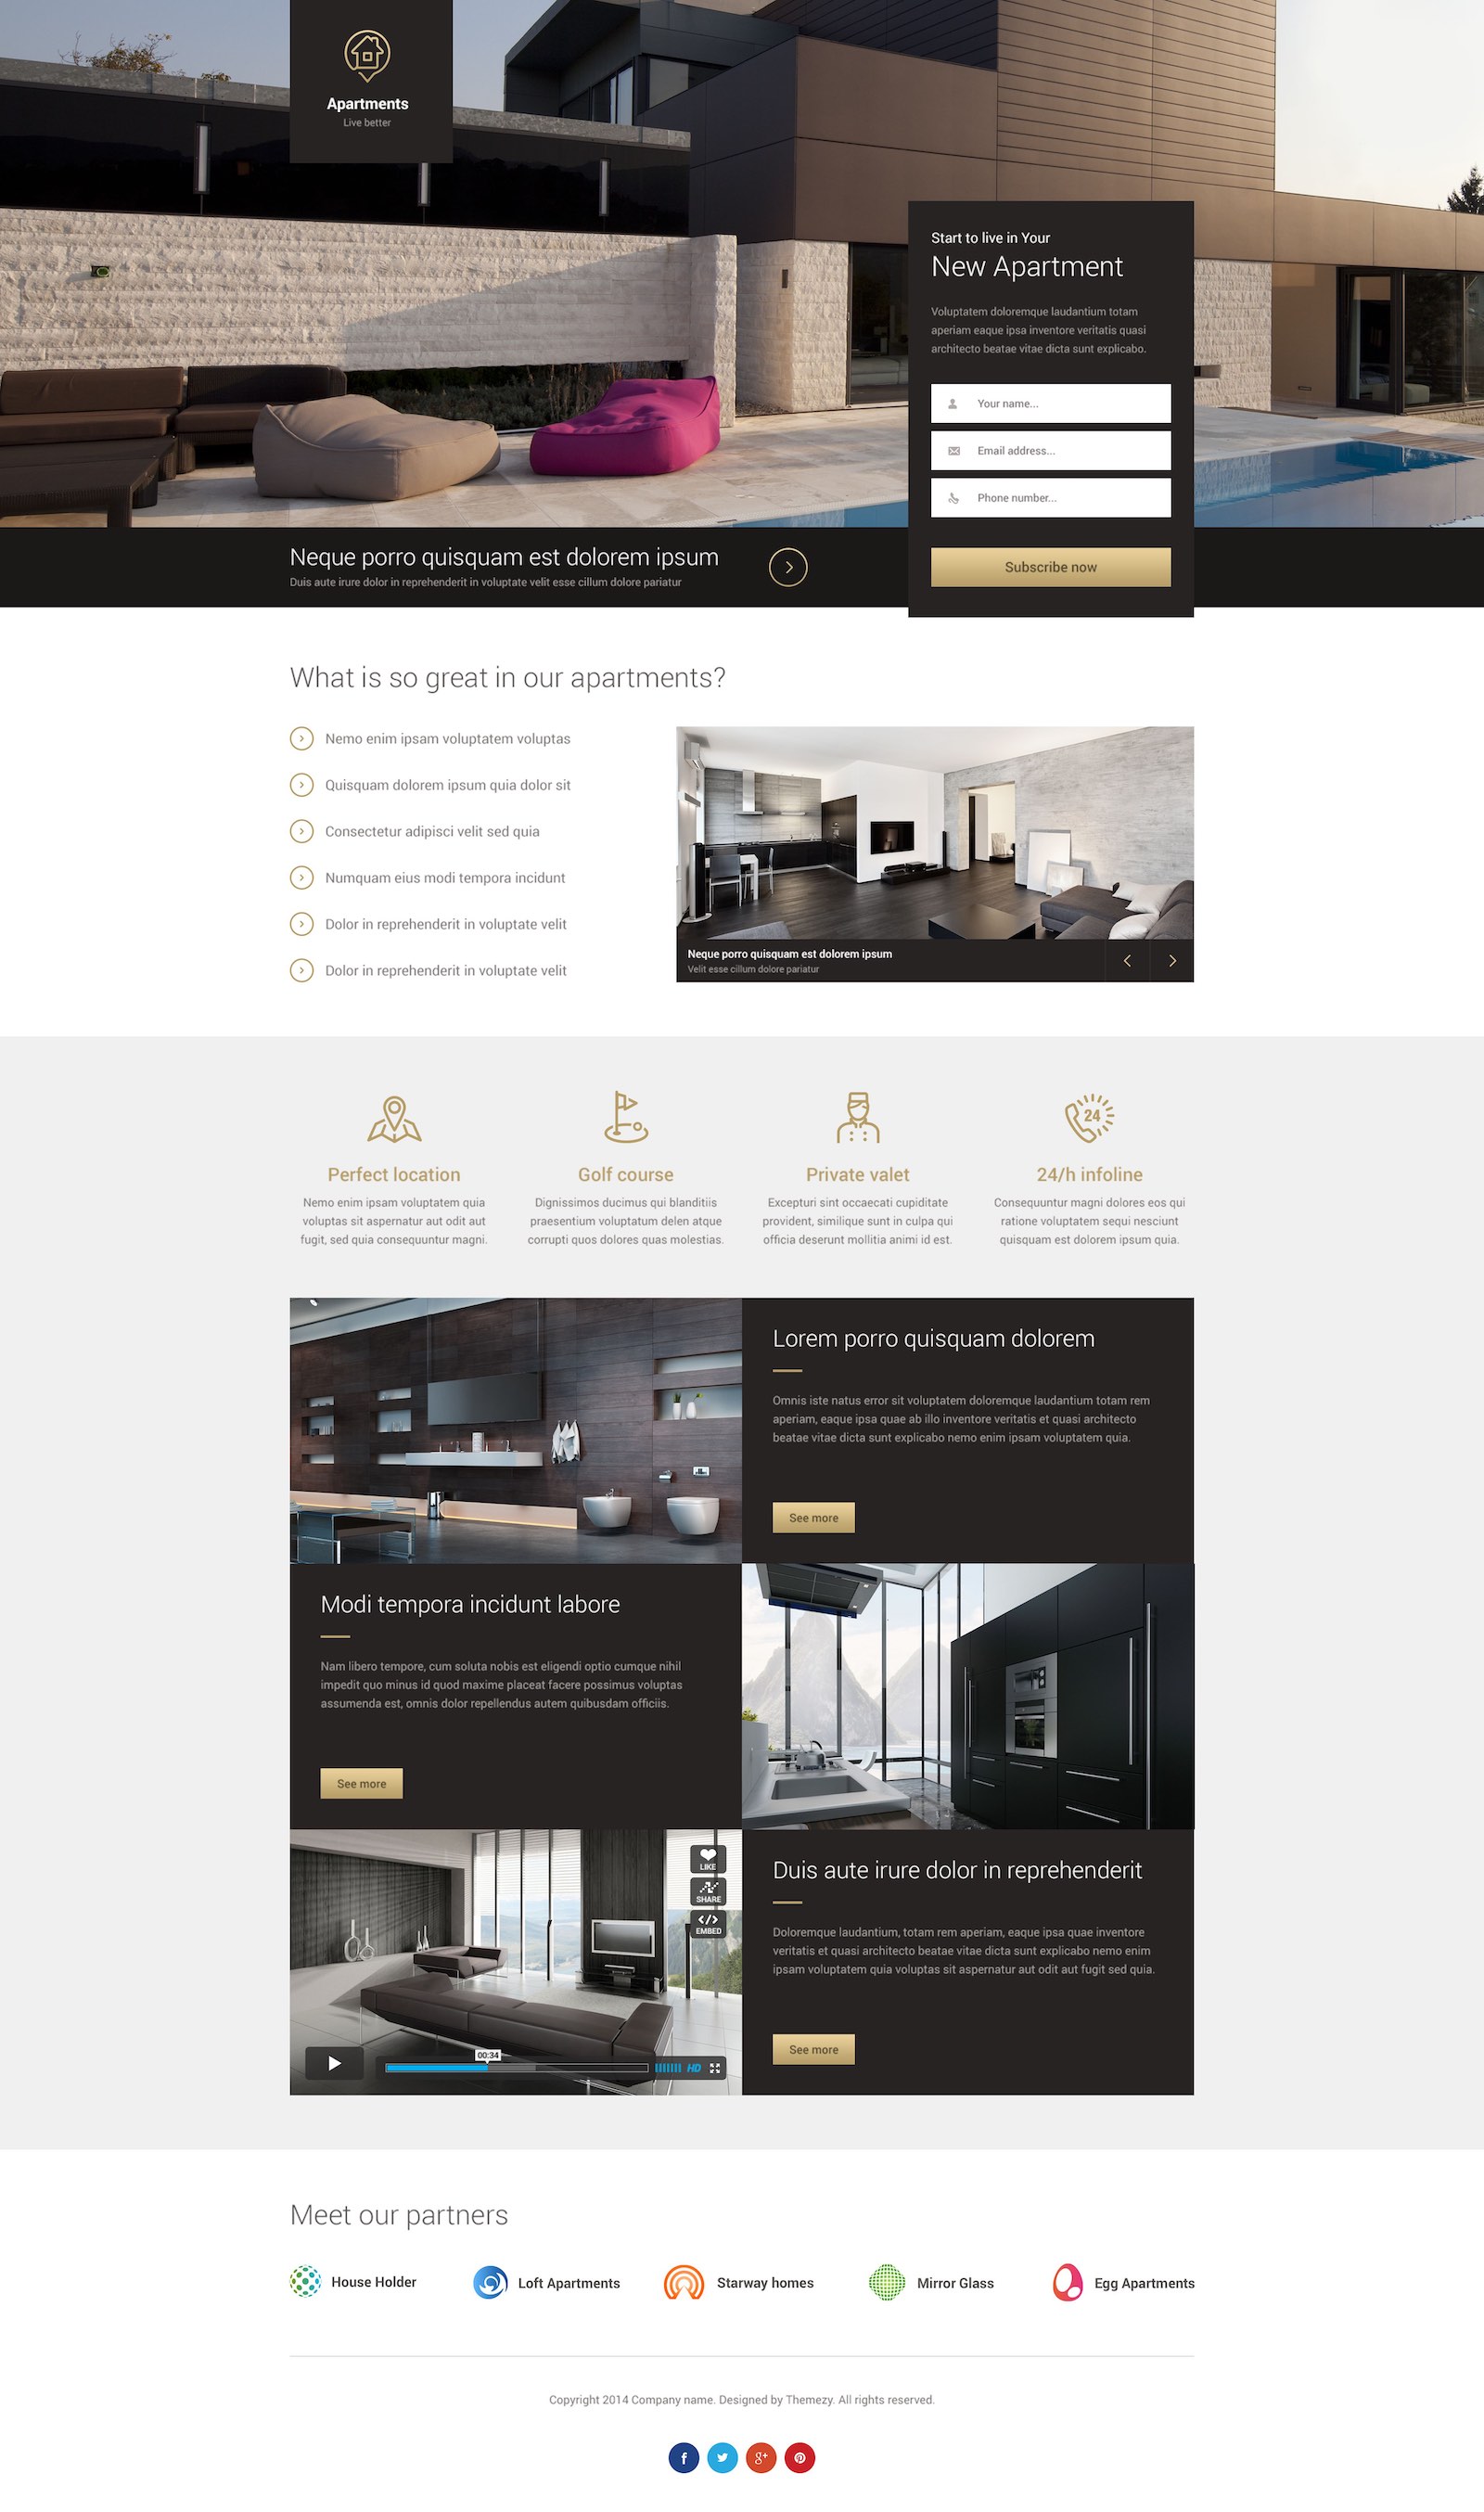 Apartments
Live better
Start to live in Your
New Apartment
Voluptatem doloremque laudantium totam
aperiam eaque ipsa inventore veritatis quasi
architecto beatae vitae dicta sunt explicabo.
Your name...
Email address...
Phone number...
Subscribe now
Neque porro quisquam est dolorem ipsum
Duis aute irure dolor in reprehenderit in voluptate velit esse cillum dolore pariatur
What is so great in our apartments?
Nemo enim ipsam voluptatem voluptas
Quisquam dolorem ipsum quia dolor sit
Consectetur adipisci velit sed quia
Numquam eius modi tempora incidunt
Dolor in reprehenderit in voluptate velit
Dolor in reprehenderit in voluptate velit
Neque porro quisquam est dolorem ipsum
Velit esse cillum dolore pariatur
Perfect location
Nemo enim ipsam voluptatem quia
voluptas sit aspernatur aut odit aut
fugit, sed quia consequuntur magni.
Golf course
Dignissimos ducimus qui blanditiis
praesentium voluptatum delen atque
corrupti quos dolores quas molestias.
Private valet
Excepturi sint occaecati cupiditate
provident, similique sunt in culpa qui
officia deserunt mollitia animi id est.
24
24/h infoline
Consequuntur magni dolores eos qui
ratione voluptatem sequi nesciunt
quisquam est dolorem ipsum quia.
Lorem porro quisquam dolorem
Omnis iste natus error sit voluptatem doloremque laudantium totam rem
aperiam, eaque ipsa quae ab illo inventore veritatis et quasi architecto
beatae vitae dicta sunt explicabo nemo enim ipsam voluptatem quia.
See more
Modi tempora incidunt labore
Nam libero tempore, cum soluta nobis est eligendi optio cumque nihil
impedit quo minus id quod maxime placeat facere possimus voluptas
assumenda est, omnis dolor repellendus autem quibusdam officiis.
See more
LIKE
SHARE
EMBED
00:34
HD
Duis aute irure dolor in reprehenderit
Doloremque laudantium, totam rem aperiam, eaque ipsa quae inventore
veritatis et quasi architecto beatae vitae dicta sunt explicabo nemo enim
ipsam voluptatem quia voluptas sit aspernatur aut odit aut fugit sed quia.
See more
Meet our partners
House Holder
Loft Apartments
Starway homes
Mirror Glass
Egg Apartments
Copyright 2014 Company name. Designed by Themezy. All rights reserved.
f
g+